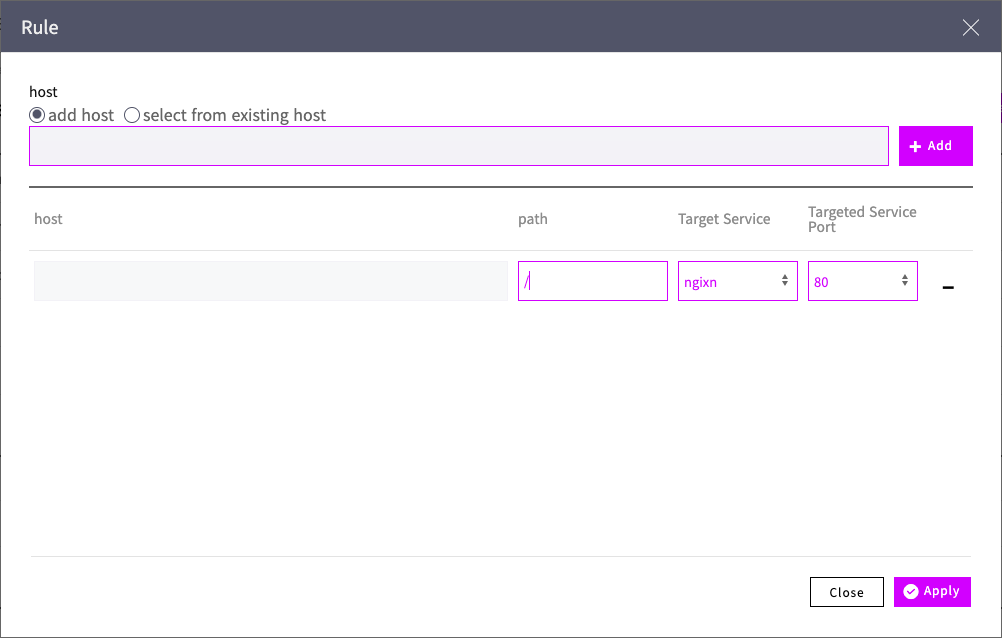 Rule
host
add host select from existing host
+ Add
host path Target Service Targeted Service Port
/ ngixn 80
Close Apply